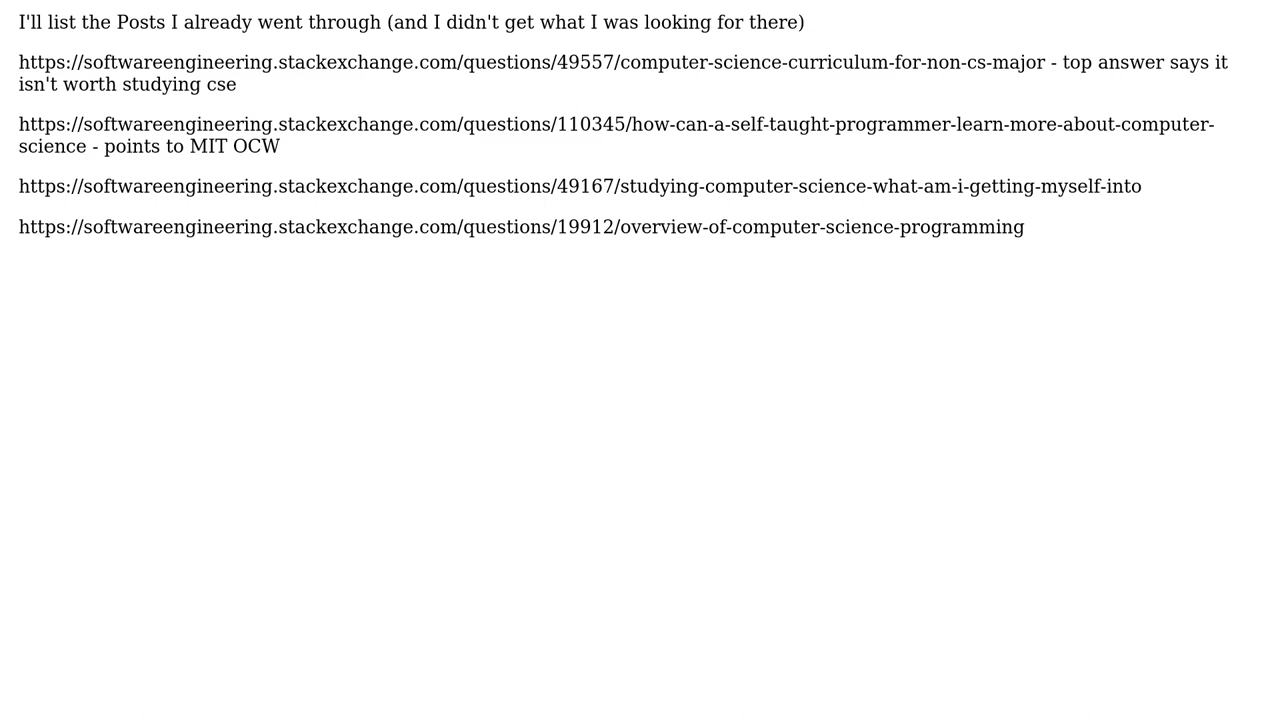 I'll list the Posts I already went through (and I didn't get what I was looking for there)
https://softwareengineering.stackexchange.com/questions/49557/computer-science-curriculum-for-non-cs-major - top answer says it
isn't worth studying cse
https://softwareengineering.stackexchange.com/questions/110345/how-can-a-self-taught-programmer-learn-more-about-computer-
science - points to MIT OCW
https://softwareengineering.stackexchange.com/questions/49167/studying-computer-science-what-am-i-getting-myself-into
https://softwareengineering.stackexchange.com/questions/19912/overview-of-computer-science-programming